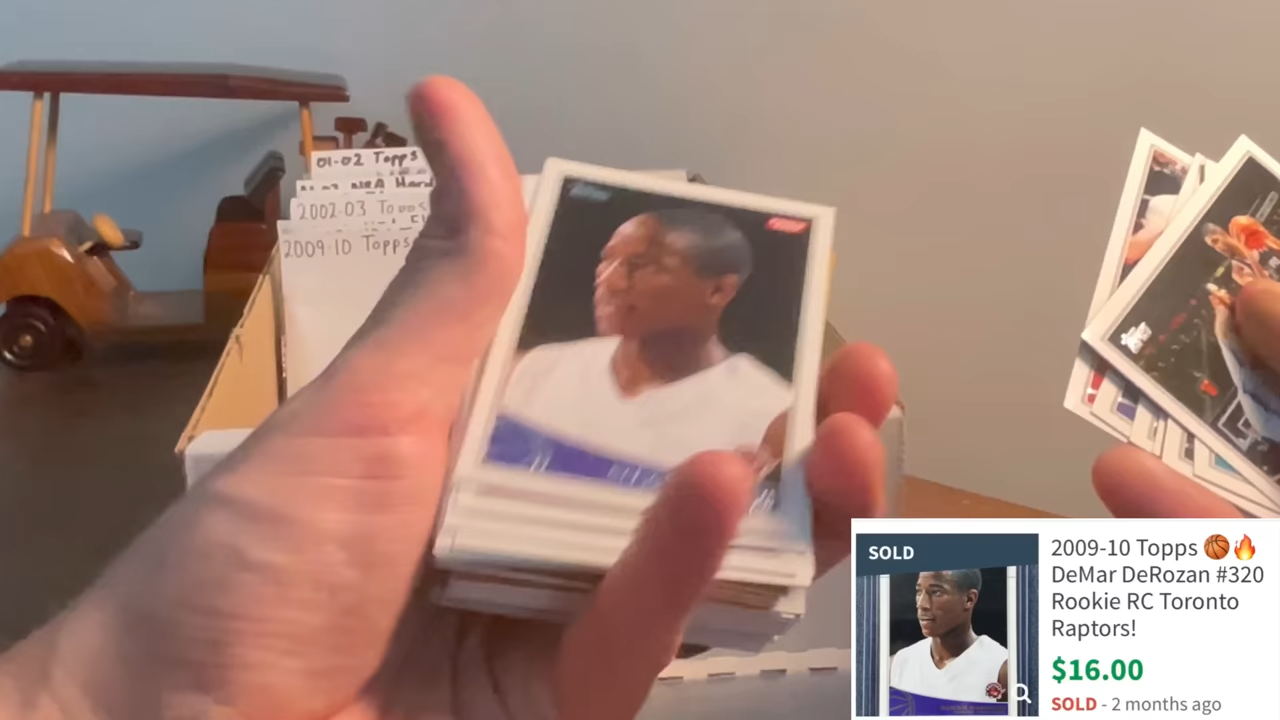 01-02 Topps
2002-03 Topps
2009-10 Topps
SOLD
2009-10 Topps 🏀🔥
DeMar DeRozan #320
Rookie RC Toronto
Raptors!
$16.00
SOLD - 2 months ago